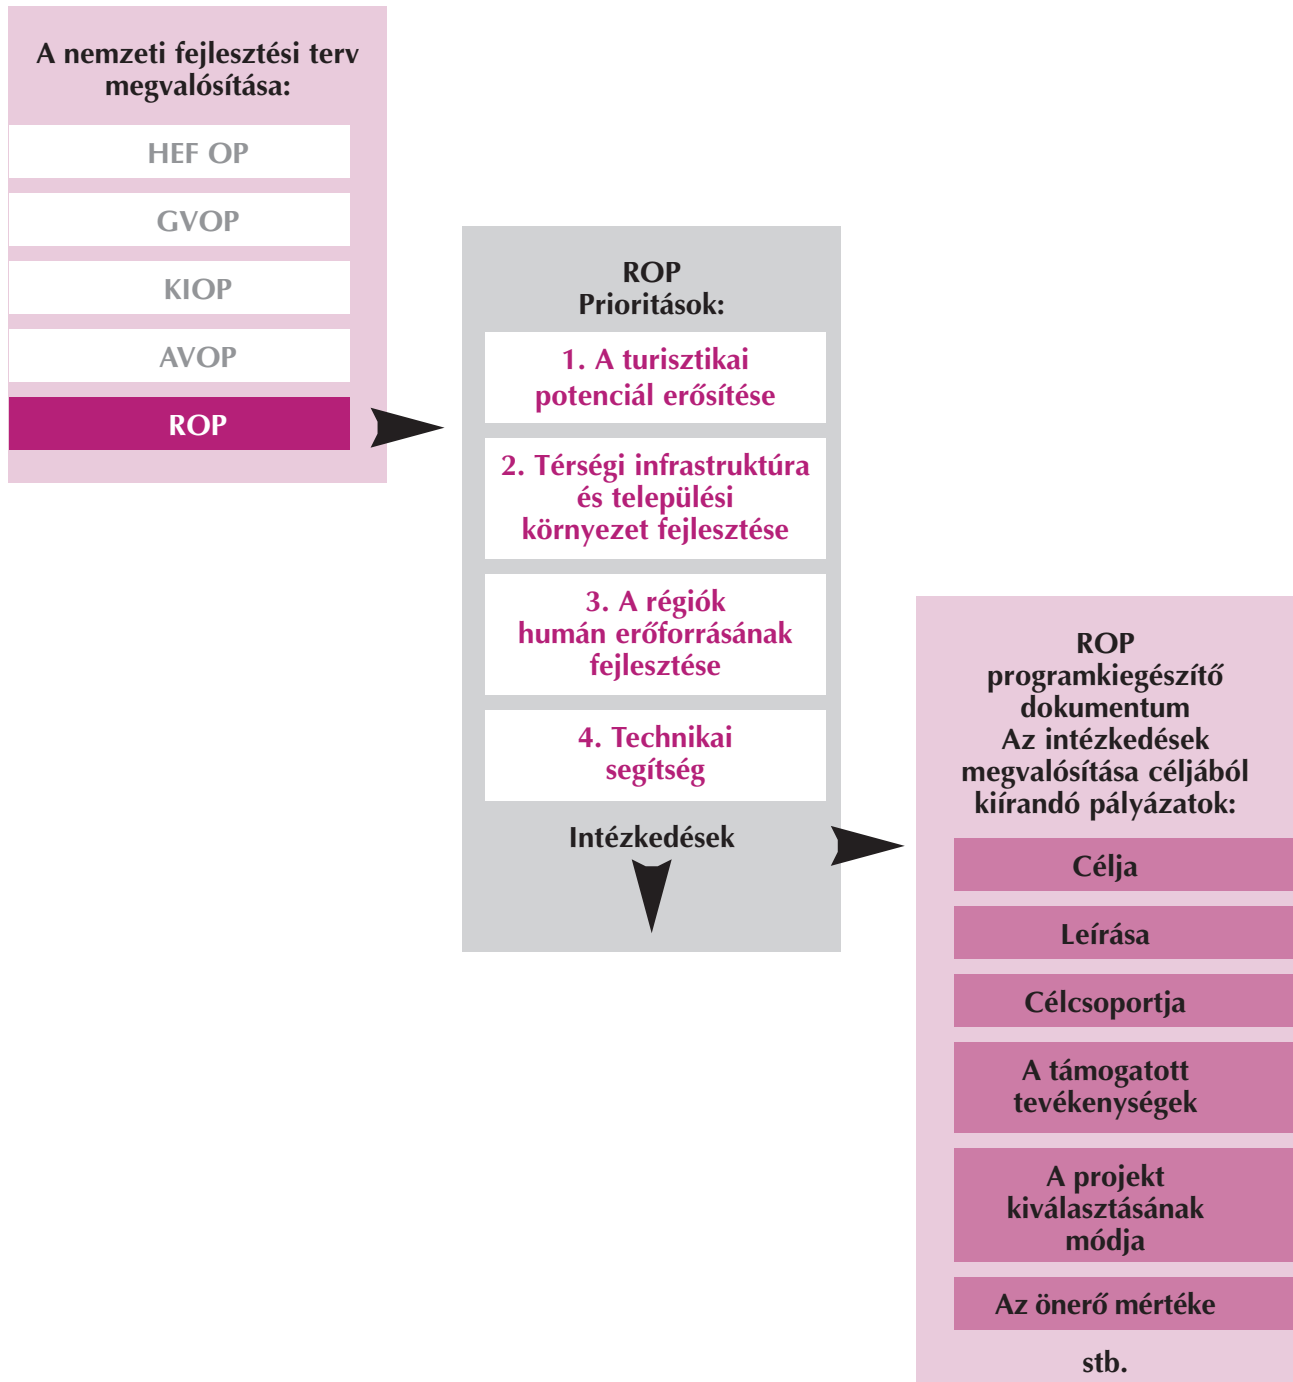 A nemzeti fejlesztési terv
megvalósítása:
HEF OP
GVOP
KIOP
AVOP
ROP
ROP
Prioritások:
1. A turisztikai
potenciál erősítése
2. Térségi infrastruktúra
és települési
környezet fejlesztése
3. A régiók
humán erőforrásának
fejlesztése
4. Technikai
segítség
Intézkedések
ROP
programkiegészítő
dokumentum
Az intézkedések
megvalósítása céljából
kiírandó pályázatok:
Célja
Leírása
Célcsoportja
A támogatott
tevékenységek
A projekt
kiválasztásának
módja
Az önerő mértéke
stb.